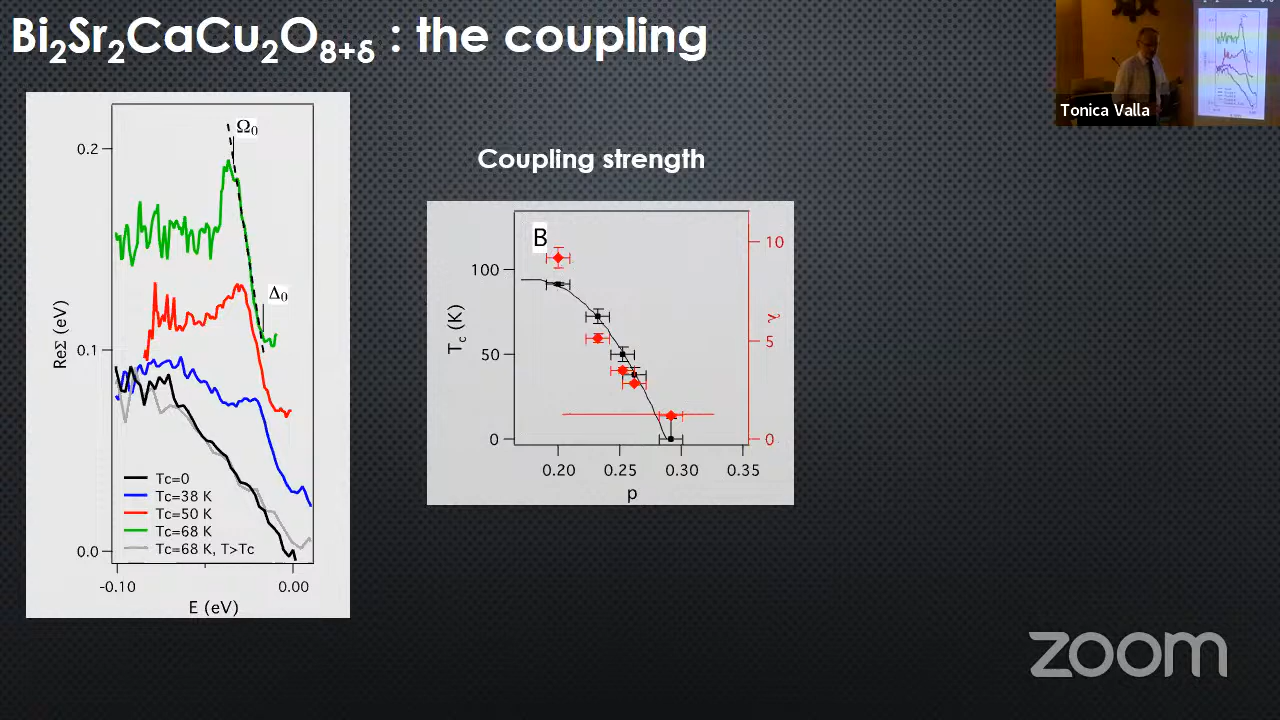 Bi₂Sr₂CaCu₂O₈₊δ : the coupling
Tonica Valla
Coupling strength
0.2
0.1
0.0
ReΣ (eV)
Ω₀
Δ₀
Tc=0
Tc=38 K
Tc=50 K
Tc=68 K
Tc=68 K, T>Tc
-0.10
0.00
E (eV)
B
100
50
0
T_c (K)
10
5
0
λ
0.20
0.25
0.30
0.35
p
zoom